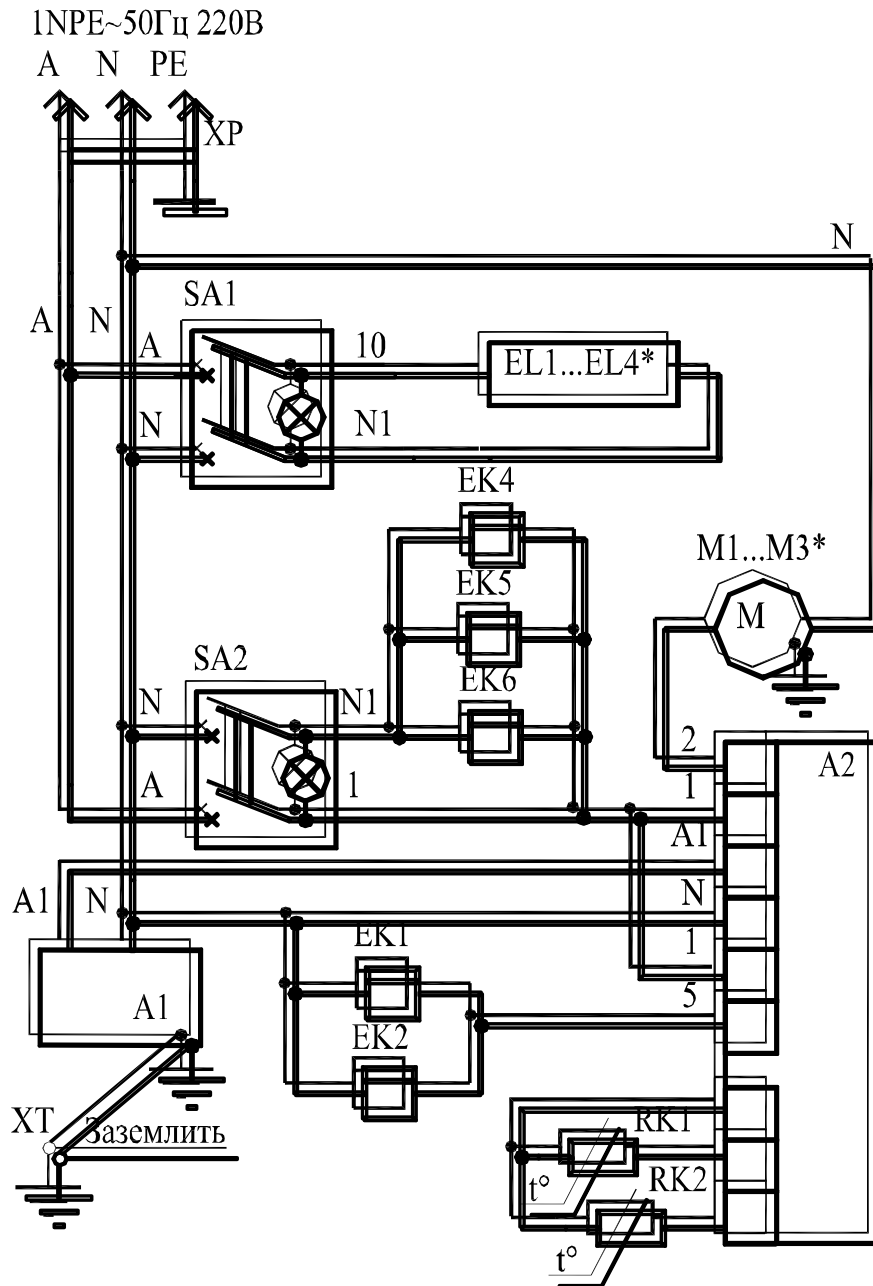 1NPE~50Гц 220В
A N PE
XP
N
SA1
A N A 10
EL1...EL4*
N N1
EK4
M1...M3*
EK5
M
SA2
EK6
N N1
2
A2
A 1 1
A1
A1 N N
EK1 1
A1 5
EK2
XT Заземлить
RK1
t° RK2
t°